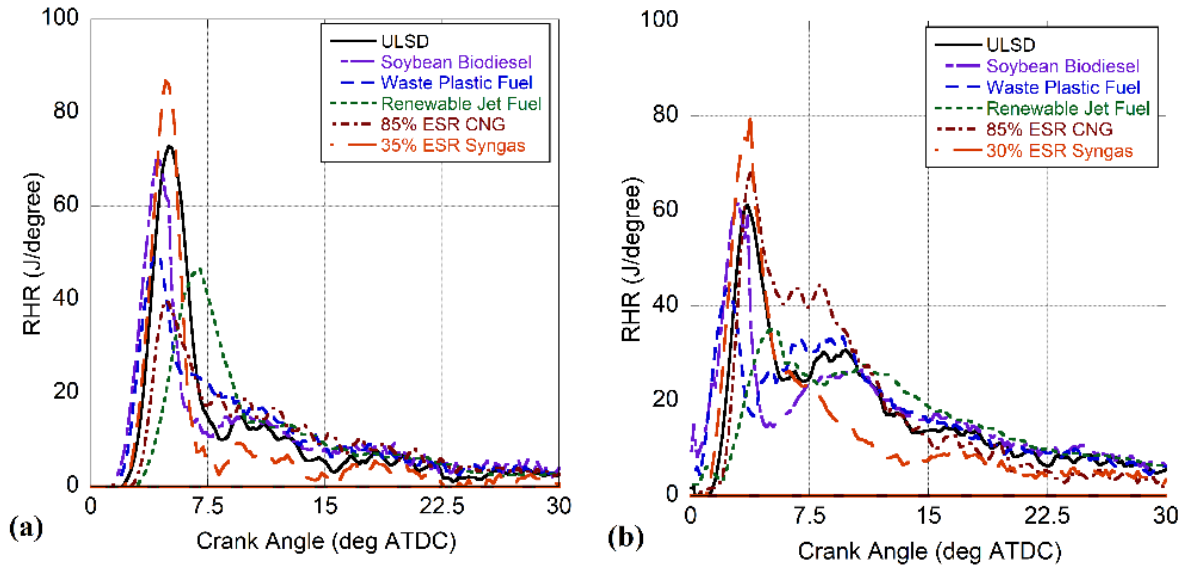 100
80
60
40
20
0
RHR (J/degree)
ULSD
Soybean Biodiesel
Waste Plastic Fuel
Renewable Jet Fuel
85% ESR CNG
35% ESR Syngas
0 7.5 15 22.5 30
Crank Angle (deg ATDC)
(a)
100
80
60
40
20
0
RHR (J/degree)
ULSD
Soybean Biodiesel
Waste Plastic Fuel
Renewable Jet Fuel
85% ESR CNG
30% ESR Syngas
0 7.5 15 22.5 30
Crank Angle (deg ATDC)
(b)